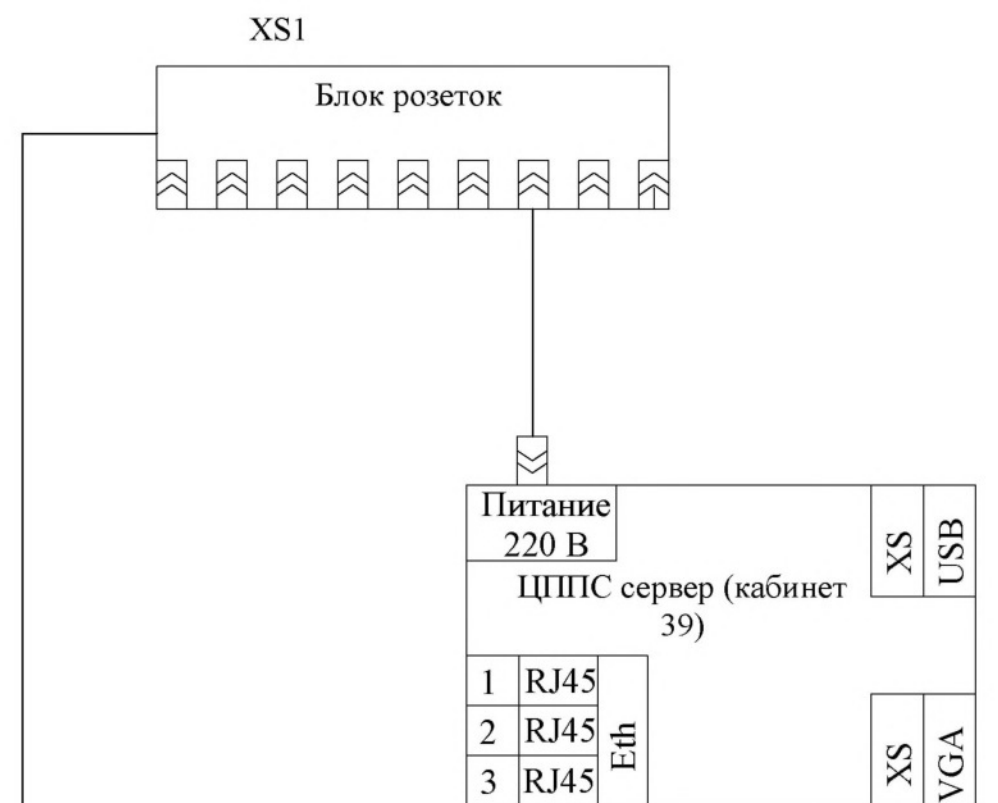 XS1
Блок розеток
Питание
220 В
XS
USB
ЦППС сервер (кабинет
39)
1 RJ45
2 RJ45
3 RJ45
Eth
XS
VGA